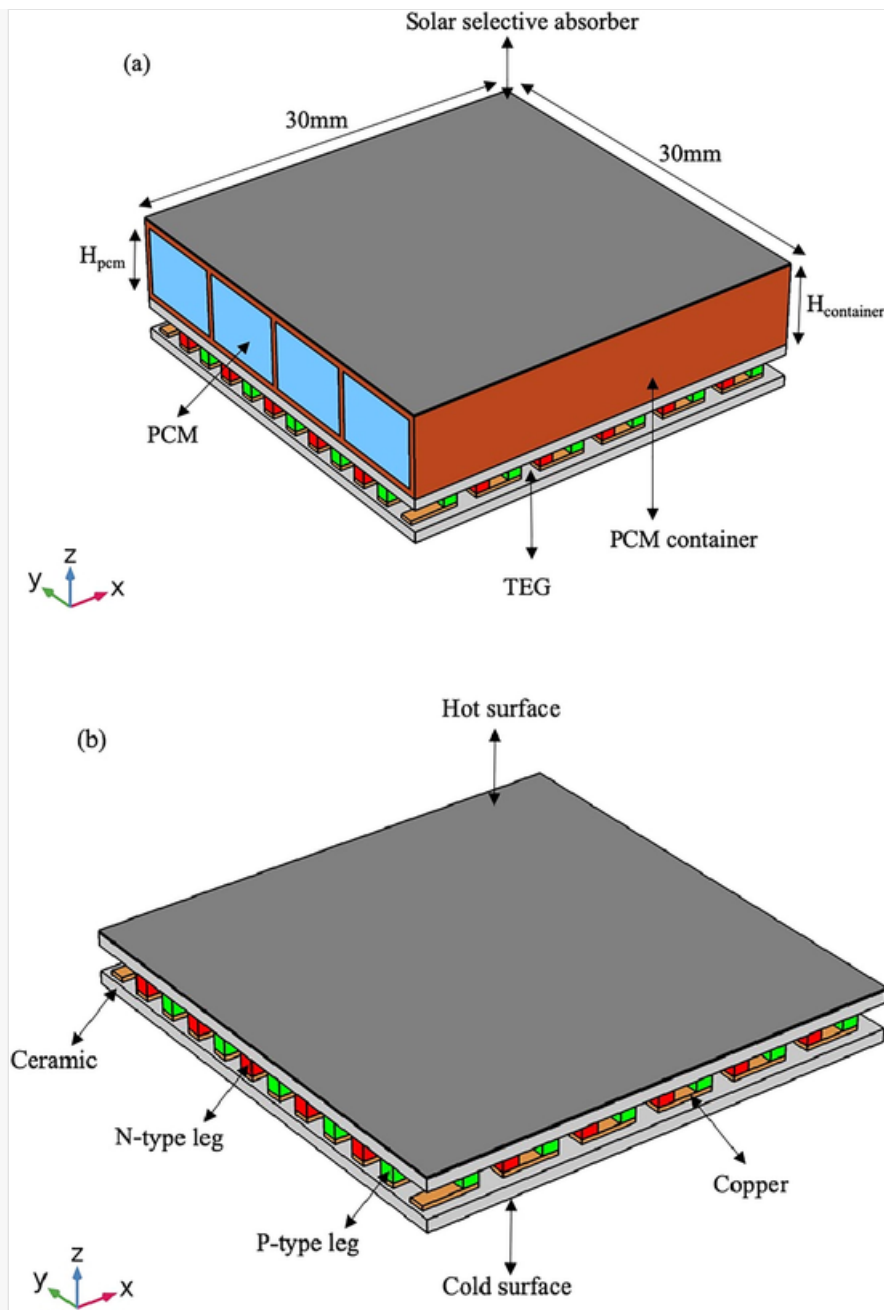 Solar selective absorber
(a)
30mm
30mm
Hpcm
Hcontainer
PCM
PCM container
TEG
z
y
x
Hot surface
(b)
Ceramic
N-type leg
Copper
P-type leg
Cold surface
z
y
x